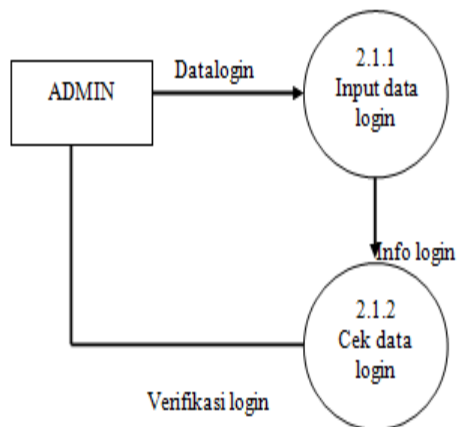 ADMIN
Datalogin
2.1.1
Input data
login
Info login
2.1.2
Cek data
login
Verifikasi login